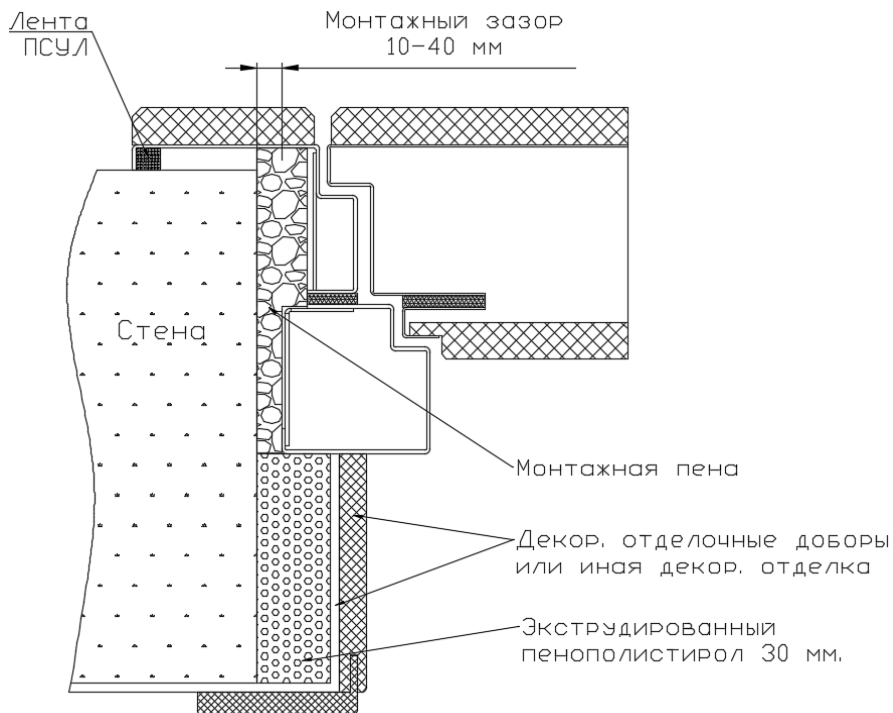 Лента
ПСУЛ
Монтажный зазор
10-40 мм
Стена
Монтажная пена
Декор. отделочные доборы
или иная декор. отделка
Экструдированный
пенополистирол 30 мм.